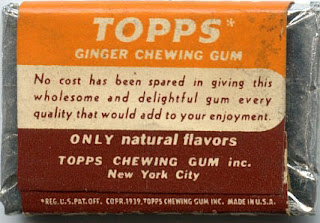 TOPPS*
GINGER CHEWING GUM
No cost has been spared in giving this
wholesome and delightful gum every
quality that would add to your enjoyment.
ONLY natural flavors
TOPPS CHEWING GUM inc.
New York City
*REG. U.S. PAT. OFF. COPR. 1939, TOPPS CHEWING GUM INC. MADE IN U.S.A.